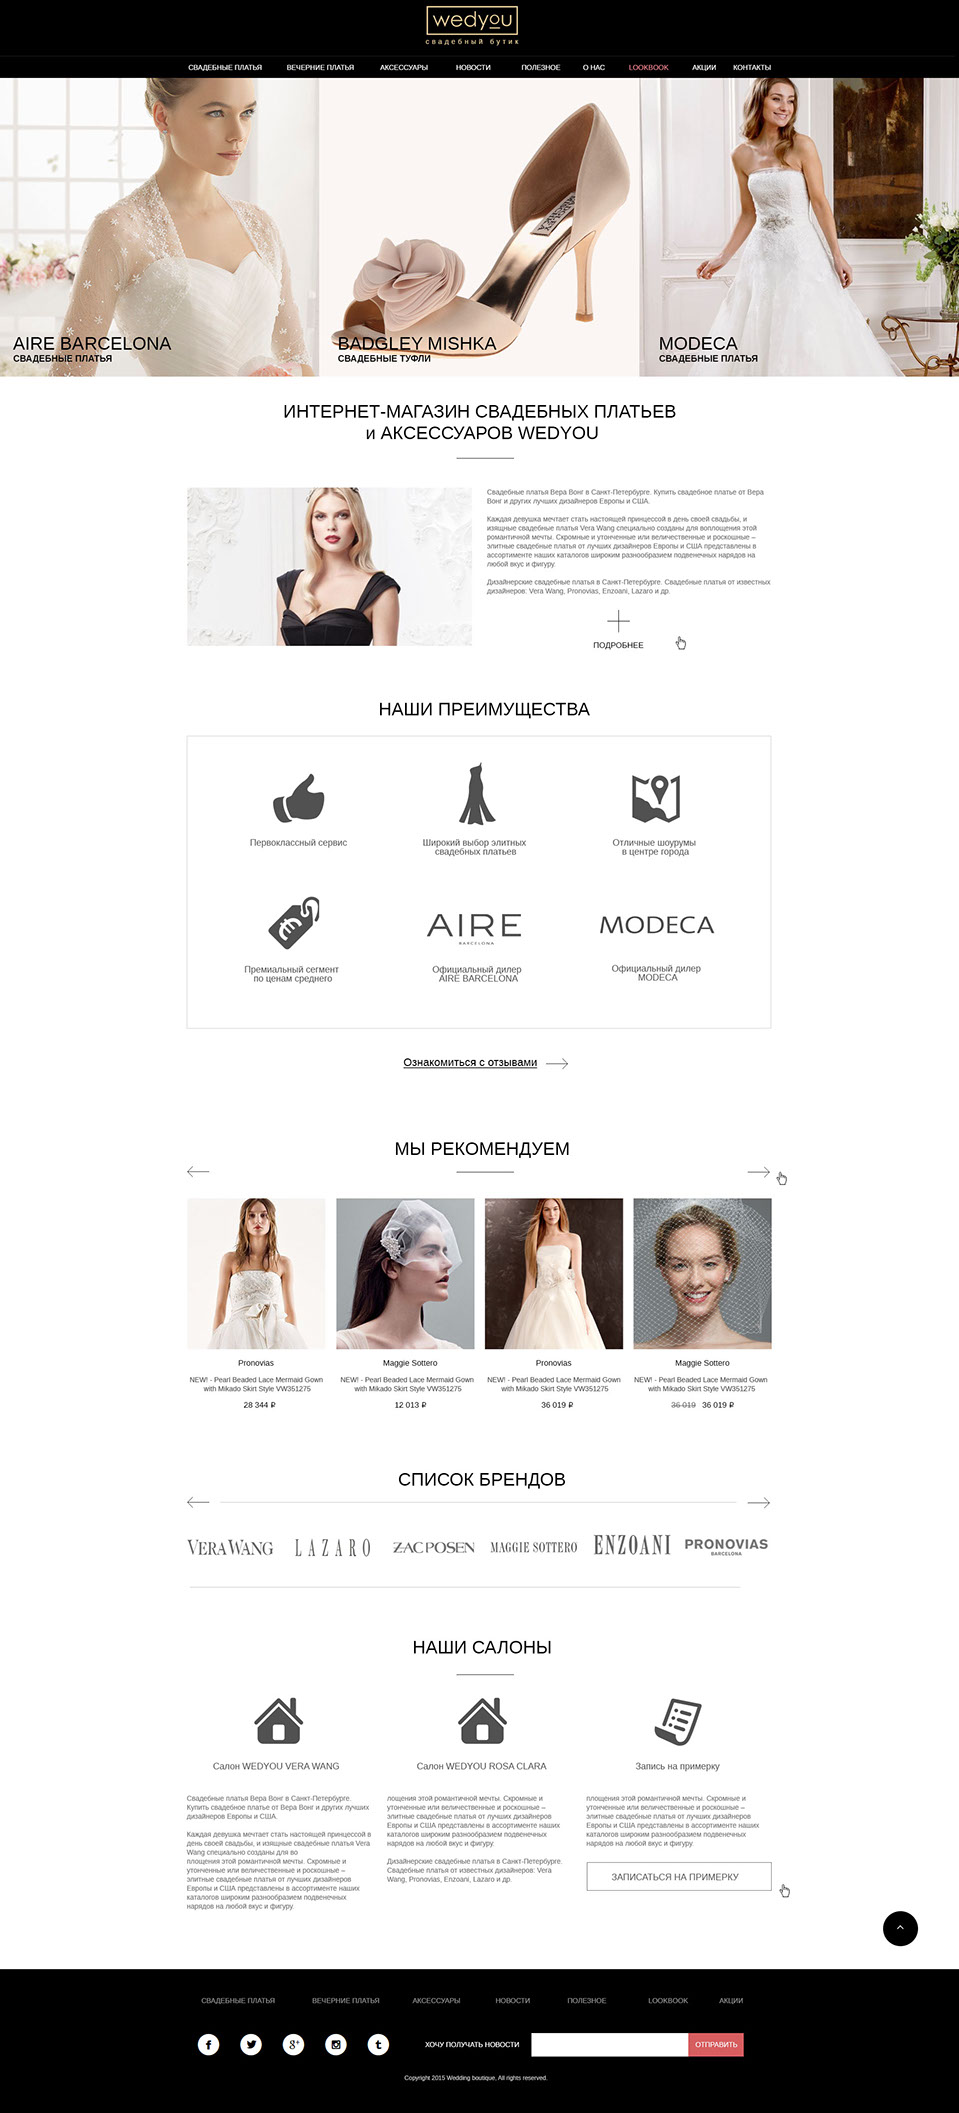 wedyou
свадебный бутик
СВАДЕБНЫЕ ПЛАТЬЯ ВЕЧЕРНИЕ ПЛАТЬЯ АКСЕССУАРЫ НОВОСТИ ПОЛЕЗНОЕ О НАС LOOKBOOK АКЦИИ КОНТАКТЫ
AIRE BARCELONA
СВАДЕБНЫЕ ПЛАТЬЯ
BADGLEY MISHKA
СВАДЕБНЫЕ ТУФЛИ
MODECA
СВАДЕБНЫЕ ПЛАТЬЯ
ИНТЕРНЕТ-МАГАЗИН СВАДЕБНЫХ ПЛАТЬЕВ
и АКСЕССУАРОВ WEDYOU
Свадебные платья Вера Вонг в Санкт-Петербурге. Купить свадебное платье от Вера
Вонг и других лучших дизайнеров Европы и США.
Каждая девушка мечтает стать настоящей принцессой в день своей свадьбы, и
изящные свадебные платья Vera Wang специально созданы для воплощения этой
романтичной мечты. Скромные и утонченные или величественные и роскошные –
элитные свадебные платья от лучших дизайнеров Европы и США представлены в
ассортименте наших каталогов широким разнообразием подвенечных нарядов на
любой вкус и фигуру.
Дизайнерские свадебные платья в Санкт-Петербурге. Свадебные платья от известных
дизайнеров: Vera Wang, Pronovias, Enzoani, Lazaro и др.
ПОДРОБНЕЕ
НАШИ ПРЕИМУЩЕСТВА
Первоклассный сервис
Широкий выбор элитных
свадебных платьев
Отличные шоурумы
в центре города
Премиальный сегмент
по ценам среднего
AIRE
BARCELONA
Официальный дилер
AIRE BARCELONA
MODECA
Официальный дилер
MODECA
Ознакомиться с отзывами
МЫ РЕКОМЕНДУЕМ
Pronovias
NEW! - Pearl Beaded Lace Mermaid Gown
with Mikado Skirt Style VW351275
28 344 ₽
Maggie Sottero
NEW! - Pearl Beaded Lace Mermaid Gown
with Mikado Skirt Style VW351275
12 013 ₽
Pronovias
NEW! - Pearl Beaded Lace Mermaid Gown
with Mikado Skirt Style VW351275
36 019 ₽
Maggie Sottero
NEW! - Pearl Beaded Lace Mermaid Gown
with Mikado Skirt Style VW351275
36 019 36 019 ₽
СПИСОК БРЕНДОВ
VERA WANG LAZARO ZAC POSEN MAGGIE SOTTERO ENZOANI PRONOVIAS
BARCELONA
НАШИ САЛОНЫ
Салон WEDYOU VERA WANG
Свадебные платья Вера Вонг в Санкт-Петербурге.
Купить свадебное платье от Вера Вонг и других лучших
дизайнеров Европы и США.
Каждая девушка мечтает стать настоящей принцессой в
день своей свадьбы, и изящные свадебные платья Vera
Wang специально созданы для во
площения этой романтичной мечты. Скромные и
утонченные или величественные и роскошные –
элитные свадебные платья от лучших дизайнеров
Европы и США представлены в ассортименте наших
каталогов широким разнообразием подвенечных
нарядов на любой вкус и фигуру.
Салон WEDYOU ROSA CLARA
площения этой романтичной мечты. Скромные и
утонченные или величественные и роскошные –
элитные свадебные платья от лучших дизайнеров
Европы и США представлены в ассортименте наших
каталогов широким разнообразием подвенечных
нарядов на любой вкус и фигуру.
Дизайнерские свадебные платья в Санкт-Петербурге.
Свадебные платья от известных дизайнеров: Vera
Wang, Pronovias, Enzoani, Lazaro и др.
Запись на примерку
площения этой романтичной мечты. Скромные и
утонченные или величественные и роскошные –
элитные свадебные платья от лучших дизайнеров
Европы и США представлены в ассортименте наших
каталогов широким разнообразием подвенечных
нарядов на любой вкус и фигуру.
ЗАПИСАТЬСЯ НА ПРИМЕРКУ
СВАДЕБНЫЕ ПЛАТЬЯ ВЕЧЕРНИЕ ПЛАТЬЯ АКСЕССУАРЫ НОВОСТИ ПОЛЕЗНОЕ LOOKBOOK АКЦИИ
ХОЧУ ПОЛУЧАТЬ НОВОСТИ ОТПРАВИТЬ
Copyright 2015 Wedding boutique, All rights reserved.